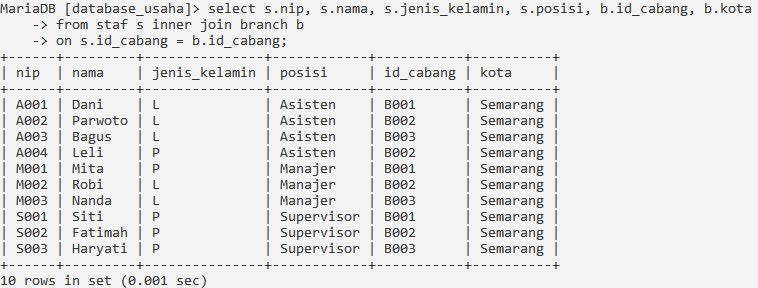 MariaDB [database_usaha]> select s.nip, s.nama, s.jenis_kelamin, s.posisi, b.id_cabang, b.kota
    -> from staf s inner join branch b
    -> on s.id_cabang = b.id_cabang;
+------+---------+---------------+------------+-----------+----------+
| nip  | nama    | jenis_kelamin | posisi     | id_cabang | kota     |
+------+---------+---------------+------------+-----------+----------+
| A001 | Dani    | L             | Asisten    | B001      | Semarang |
| A002 | Parwoto | L             | Asisten    | B002      | Semarang |
| A003 | Bagus   | L             | Asisten    | B003      | Semarang |
| A004 | Leli    | P             | Asisten    | B002      | Semarang |
| M001 | Mita    | P             | Manajer    | B001      | Semarang |
| M002 | Robi    | L             | Manajer    | B002      | Semarang |
| M003 | Nanda   | L             | Manajer    | B003      | Semarang |
| S001 | Siti    | P             | Supervisor | B001      | Semarang |
| S002 | Fatimah | P             | Supervisor | B002      | Semarang |
| S003 | Haryati | P             | Supervisor | B003      | Semarang |
+------+---------+---------------+------------+-----------+----------+
10 rows in set (0.001 sec)